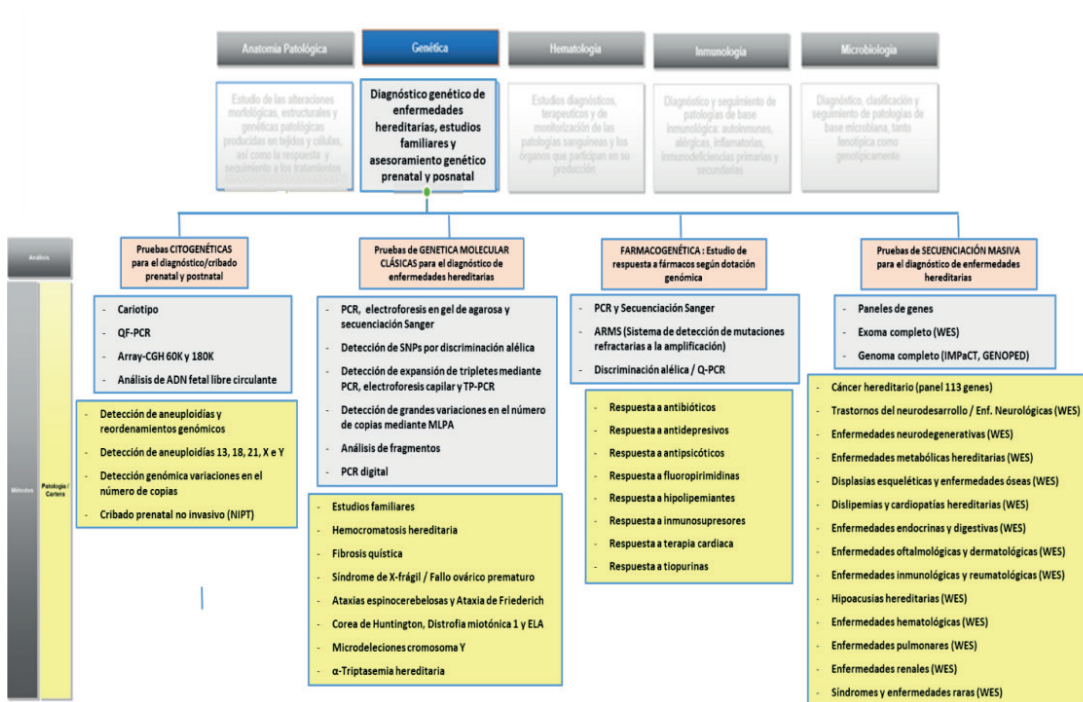 Anatomía Patológica
Genética
Hematología
Inmunología
Microbiología
Estudio de las alteraciones
morfológicas, estructurales y
genéticas patológicas
producidas en tejidos y células,
así como la respuesta y
seguimiento a los tratamientos
Diagnóstico genético de
enfermedades
hereditarias, estudios
familiares y
asesoramiento genético
prenatal y posnatal
Estudios diagnósticos,
terapeuticos y de
monitorización de las
patologías sanguíneas y los
órganos que participan en su
producción
Diagnóstico y seguimiento de
patologías de base
inmunológica: autoinmunes,
alérgicas, inflamatorias,
inmunodeficiencias primarias y
secundarias
Diagnóstico, clasificación y
seguimiento de patologías de
base microbiana, tanto
fenotípica como
genotípicamente
Análisis
Métodos
Patología /
Cartera
Pruebas CITOGENÉTICAS
para el diagnóstico/cribado
prenatal y postnatal
- Cariotipo
- QF-PCR
- Array-CGH 60K y 180K
- Análisis de ADN fetal libre circulante
- Detección de aneuploidías y
reordenamientos genómicos
- Detección de aneuploidías 13, 18, 21, X e Y
- Detección genómica variaciones en el
número de copias
- Cribado prenatal no invasivo (NIPT)
Pruebas de GENETICA MOLECULAR
CLÁSICAS para el diagnóstico de
enfermedades hereditarias
- PCR, electroforesis en gel de agarosa y
secuenciación Sanger
- Detección de SNPs por discriminación alélica
- Detección de expansión de tripletes mediante
PCR, electroforesis capilar y TP-PCR
- Detección de grandes variaciones en el número
de copias mediante MLPA
- Análisis de fragmentos
- PCR digital
- Estudios familiares
- Hemocromatosis hereditaria
- Fibrosis quística
- Síndrome de X-frágil / Fallo ovárico prematuro
- Ataxias espinocerebelosas y Ataxia de Friederich
- Corea de Huntington, Distrofia miotónica 1 y ELA
- Microdeleciones cromosoma Y
- α-Triptasemia hereditaria
FARMACOGENÉTICA : Estudio de
respuesta a fármacos según dotación
genómica
- PCR y Secuenciación Sanger
- ARMS (Sistema de detección de mutaciones
refractarias a la amplificación)
- Discriminación alélica / Q-PCR
- Respuesta a antibióticos
- Respuesta a antidepresivos
- Respuesta a antipsicóticos
- Respuesta a fluoropirimidinas
- Respuesta a hipolipemiantes
- Respuesta a inmunosupresores
- Respuesta a terapia cardiaca
- Respuesta a tiopurinas
Pruebas de SECUENCIACIÓN MASIVA
para el diagnóstico de enfermedades
hereditarias
- Paneles de genes
- Exoma completo (WES)
- Genoma completo (IMPaCT, GENOPED)
- Cáncer hereditario (panel 113 genes)
- Trastornos del neurodesarrollo / Enf. Neurológicas (WES)
- Enfermedades neurodegenerativas (WES)
- Enfermedades metabólicas hereditarias (WES)
- Displasias esqueléticas y enfermedades óseas (WES)
- Dislipemias y cardiopatías hereditarias (WES)
- Enfermedades endocrinas y digestivas (WES)
- Enfermedades oftalmológicas y dermatológicas (WES)
- Enfermedades inmunológicas y reumatológicas (WES)
- Hipoacusias hereditarias (WES)
- Enfermedades hematológicas (WES)
- Enfermedades pulmonares (WES)
- Enfermedades renales (WES)
- Síndromes y enfermedades raras (WES)